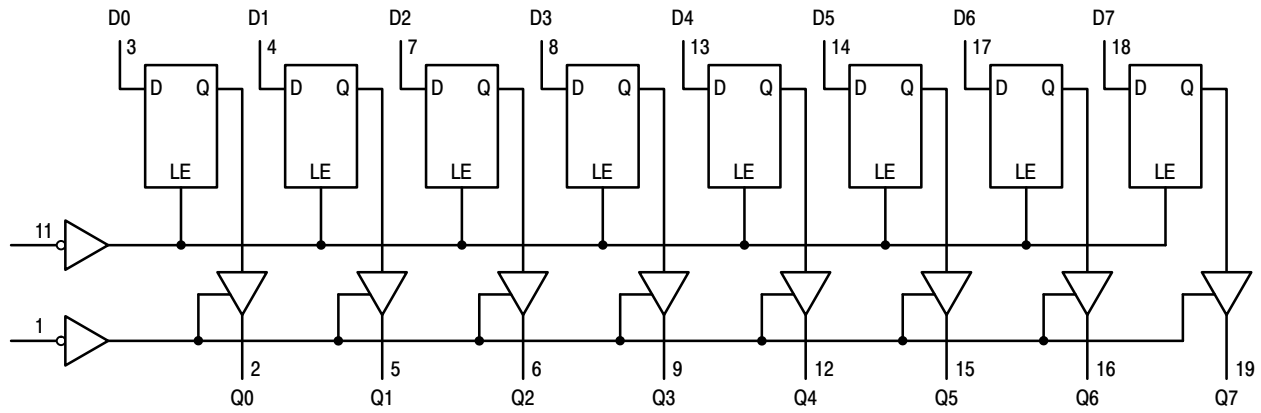 D0 D1 D2 D3 D4 D5 D6 D7
3 4 7 8 13 14 17 18
D Q D Q D Q D Q D Q D Q D Q D Q
LE LE LE LE LE LE LE LE
11
1
2 5 6 9 12 15 16 19
Q0 Q1 Q2 Q3 Q4 Q5 Q6 Q7